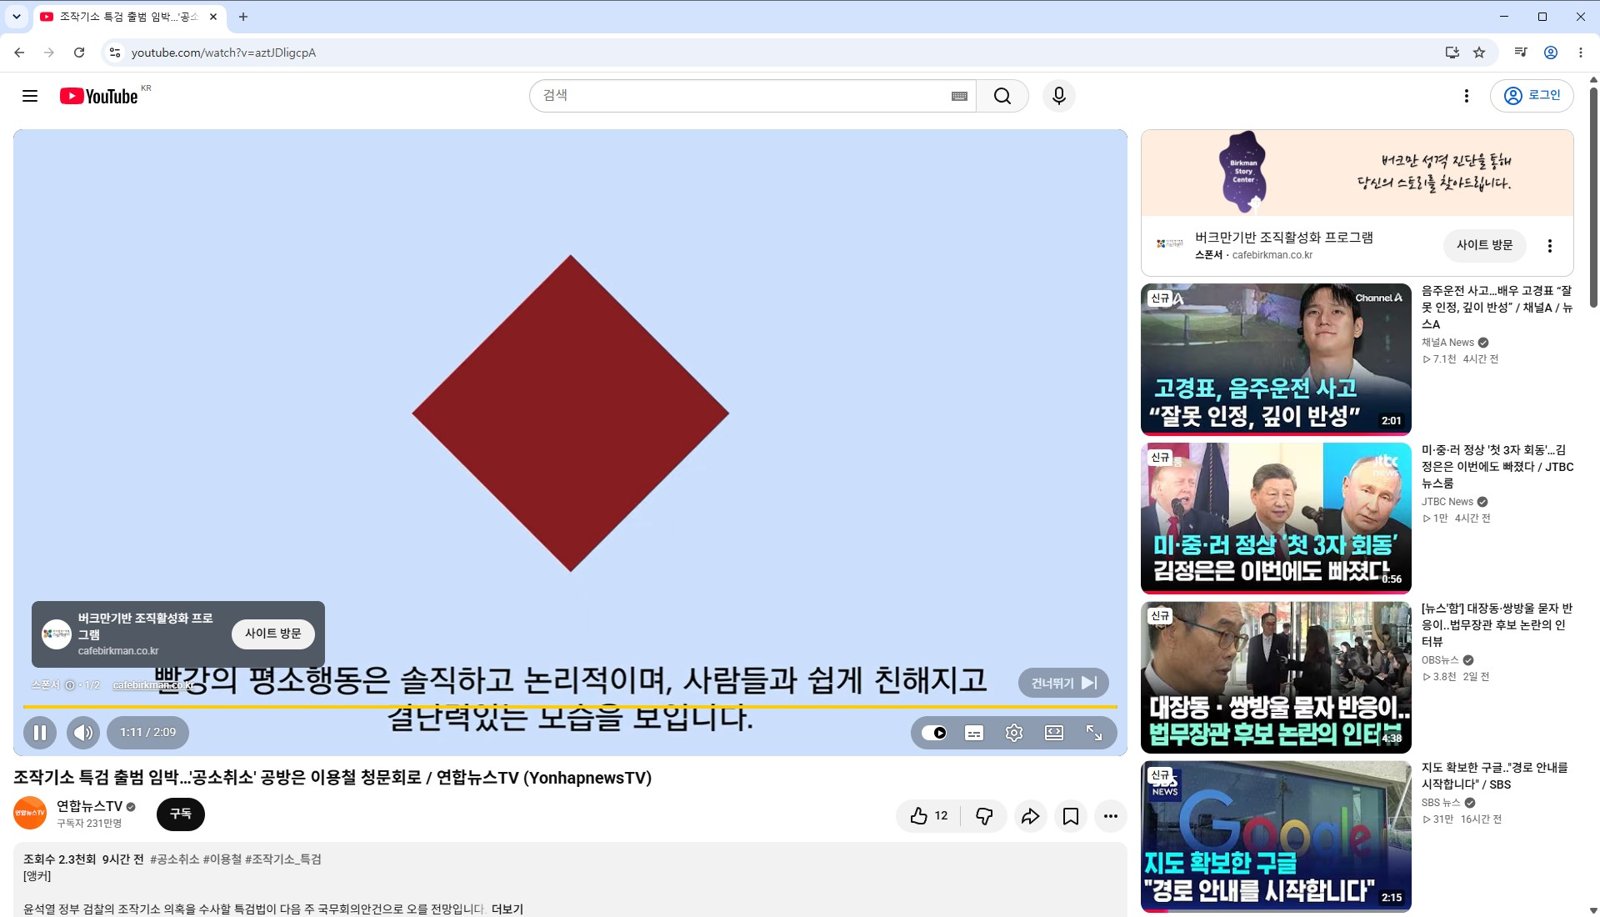 조작기소 특검 출범 임박...'공소
youtube.com/watch?v=aztJDligcpA
YouTube KR
검색
로그인
버크만기반 조직활성화 프로
그램
cafebirkman.co.kr
사이트 방문
스폰서 · 1/2 cafebirkman.co.kr
빨강의 평소행동은 솔직하고 논리적이며, 사람들과 쉽게 친해지고
결단력있는 모습을 보입니다.
건너뛰기
1:11 / 2:09
조작기소 특검 출범 임박...'공소취소' 공방은 이용철 청문회로 / 연합뉴스TV (YonhapnewsTV)
연합뉴스TV
연합뉴스TV
구독자 231만명
구독
12
조회수 2.3천회 9시간 전 #공소취소 #이용철 #조작기소_특검
[앵커]
윤석열 정부 검찰의 조작기소 의혹을 수사할 특검법이 다음 주 국무회의안건으로 오를 전망입니다. 더보기
Birkman
Story
Center
버크만 성격 진단을 통해
당신의 스토리를 찾아드립니다.
버크만기반 조직활성화 프로그램
스폰서 · cafebirkman.co.kr
사이트 방문
신규
Channel A
고경표, 음주운전 사고
“잘못 인정, 깊이 반성”
2:01
음주운전 사고…배우 고경표 “잘
못 인정, 깊이 반성” / 채널A / 뉴
스A
채널A News
7.1천 4시간 전
신규
jtbc
news
미·중·러 정상 '첫 3자 회동'
김정은은 이번에도 빠졌다
0:56
미·중·러 정상 '첫 3자 회동'…김
정은은 이번에도 빠졌다 / JTBC
뉴스룸
JTBC News
1만 4시간 전
신규
대장동·쌍방울 묻자 반응이..
법무장관 후보 논란의 인터뷰
4:38
[뉴스'합'] 대장동·쌍방울 묻자 반
응이..법무장관 후보 논란의 인
터뷰
OBS뉴스
3.8천 2일 전
신규
SBS
NEWS
Google
지도 확보한 구글
"경로 안내를 시작합니다"
2:15
지도 확보한 구글.."경로 안내를
시작합니다" / SBS
SBS 뉴스
31만 16시간 전